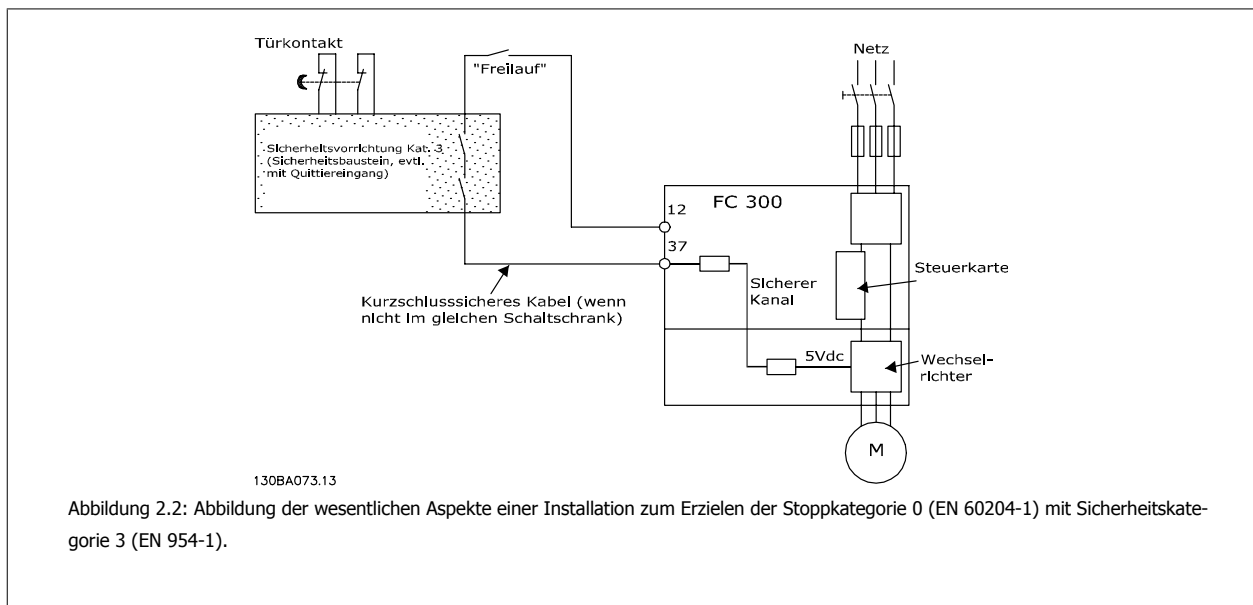 Türkontakt
Netz
"Freilauf"
Sicherheitsvorrichtung Kat. 3
(Sicherheitsbaustein, evtl.
mit Quittiereingang)
12
FC 300
37
Steuerkarte
Sicherer
Kanal
Kurzschlusssicheres Kabel (wenn
nicht im gleichen Schaltschrank)
5Vdc
Wechsel-
richter
M
130BA073.13
Abbildung 2.2: Abbildung der wesentlichen Aspekte einer Installation zum Erzielen der Stoppkategorie 0 (EN 60204-1) mit Sicherheitskate-
gorie 3 (EN 954-1).